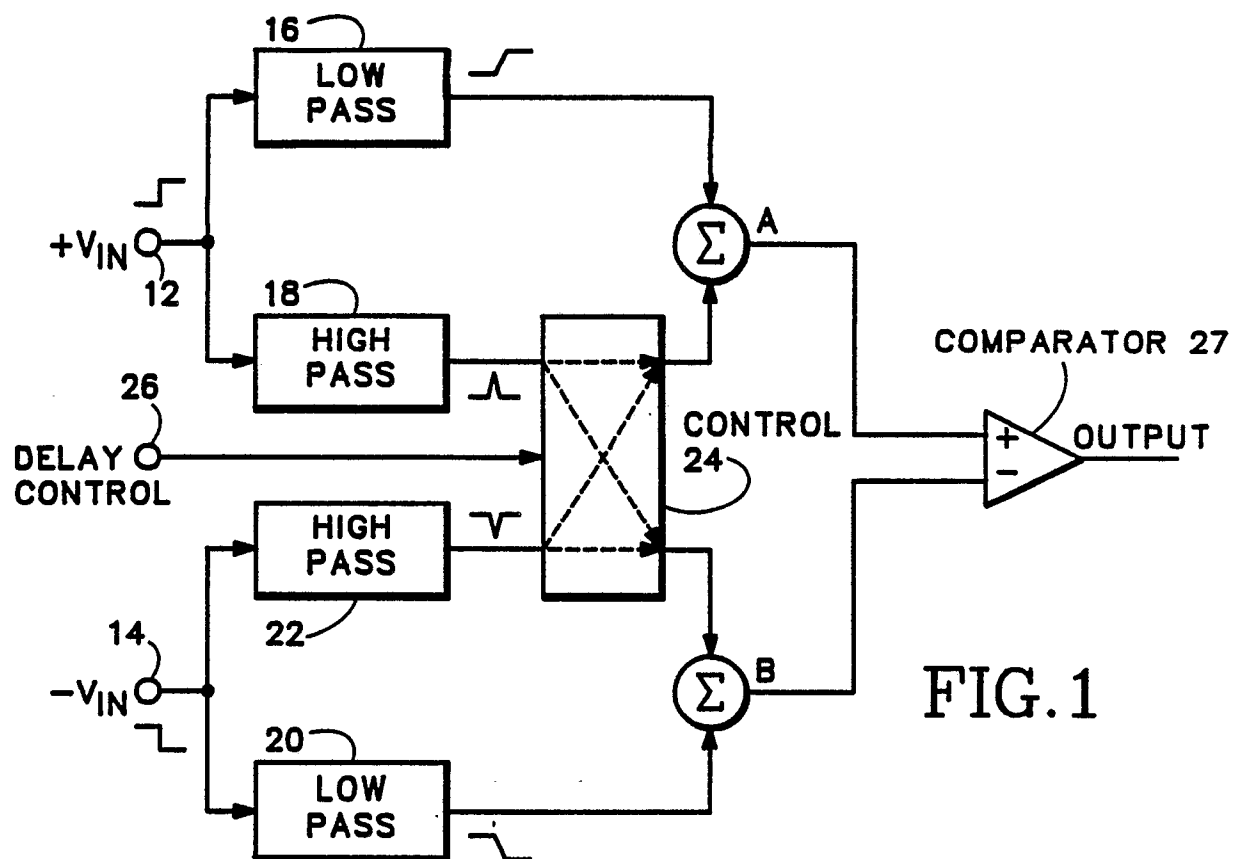 16
LOW
PASS
+VIN
12
Σ
A
18
HIGH
PASS
COMPARATOR 27
26
DELAY
CONTROL
CONTROL
24
+
−
OUTPUT
HIGH
PASS
22
14
−VIN
Σ
B
FIG.1
20
LOW
PASS